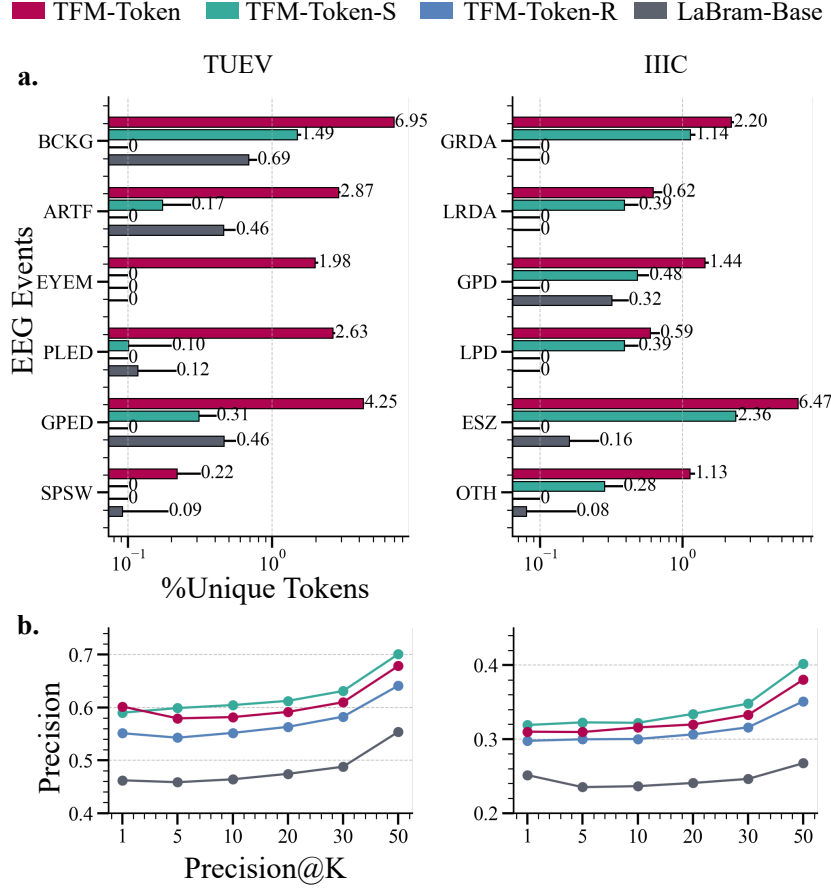 TFM-Token TFM-Token-S TFM-Token-R LaBram-Base
a. TUEV IIIC
EEG Events
BCKG 6.95 1.49 0 0.69
ARTF 2.87 0.17 0 0.46
EYEM 1.98 0 0 0
PLED 2.63 0.10 0 0.12
GPED 4.25 0.31 0 0.46
SPSW 0.22 0 0 0.09
10⁻¹ 10⁰
%Unique Tokens
GRDA 2.20 1.14 0 0
LRDA 0.62 0.39 0 0
GPD 1.44 0.48 0 0.32
LPD 0.59 0.39 0 0
ESZ 6.47 2.36 0 0.16
OTH 1.13 0.28 0 0.08
10⁻¹ 10⁰
b.
Precision
0.7
0.6
0.5
0.4
1 5 10 20 30 50
Precision@K
0.4
0.3
0.2
1 5 10 20 30 50